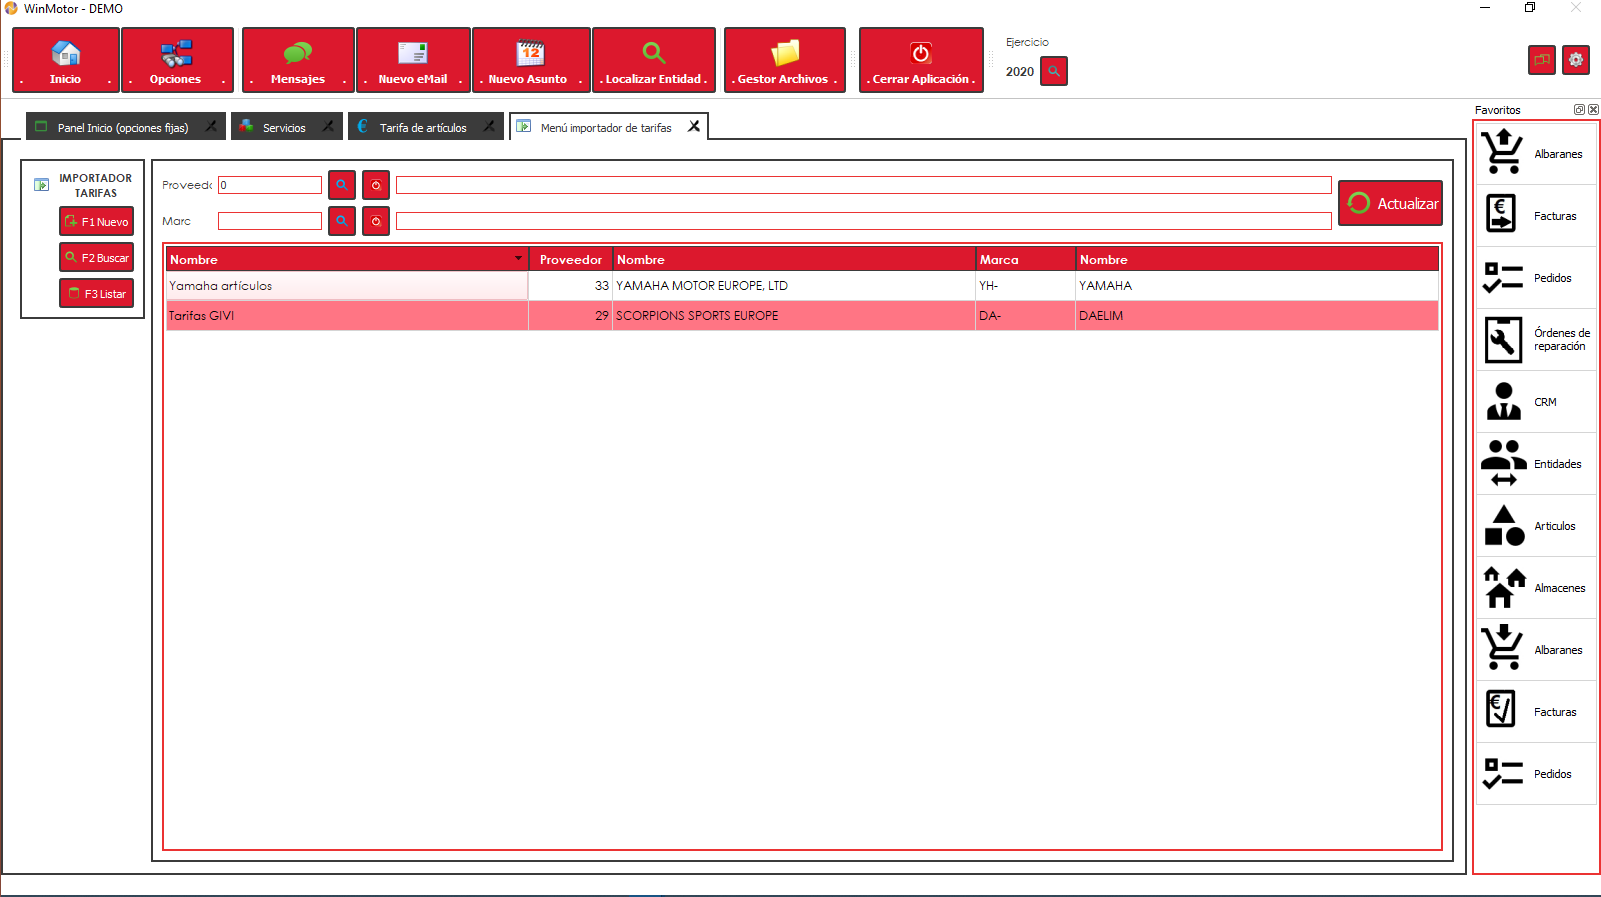 WinMotor - DEMO
. Inicio .
. Opciones .
. Mensajes .
. Nuevo eMail .
12
. Nuevo Asunto .
. Localizar Entidad .
. Gestor Archivos .
. Cerrar Aplicación .
Ejercicio
2020
Favoritos
Panel Inicio (opciones fijas)
Servicios
€ Tarifa de artículos
Menú importador de tarifas
IMPORTADOR
TARIFAS
F1 Nuevo
F2 Buscar
F3 Listar
Proveedo 0
Marc
Actualizar
Nombre Proveedor Nombre Marca Nombre
Yamaha artículos 33 YAMAHA MOTOR EUROPE, LTD YH- YAMAHA
Tarifas GIVI 29 SCORPIONS SPORTS EUROPE DA- DAELIM
Albaranes
€ Facturas
Pedidos
Órdenes de
reparación
CRM
Entidades
Articulos
Almacenes
Albaranes
€ Facturas
Pedidos